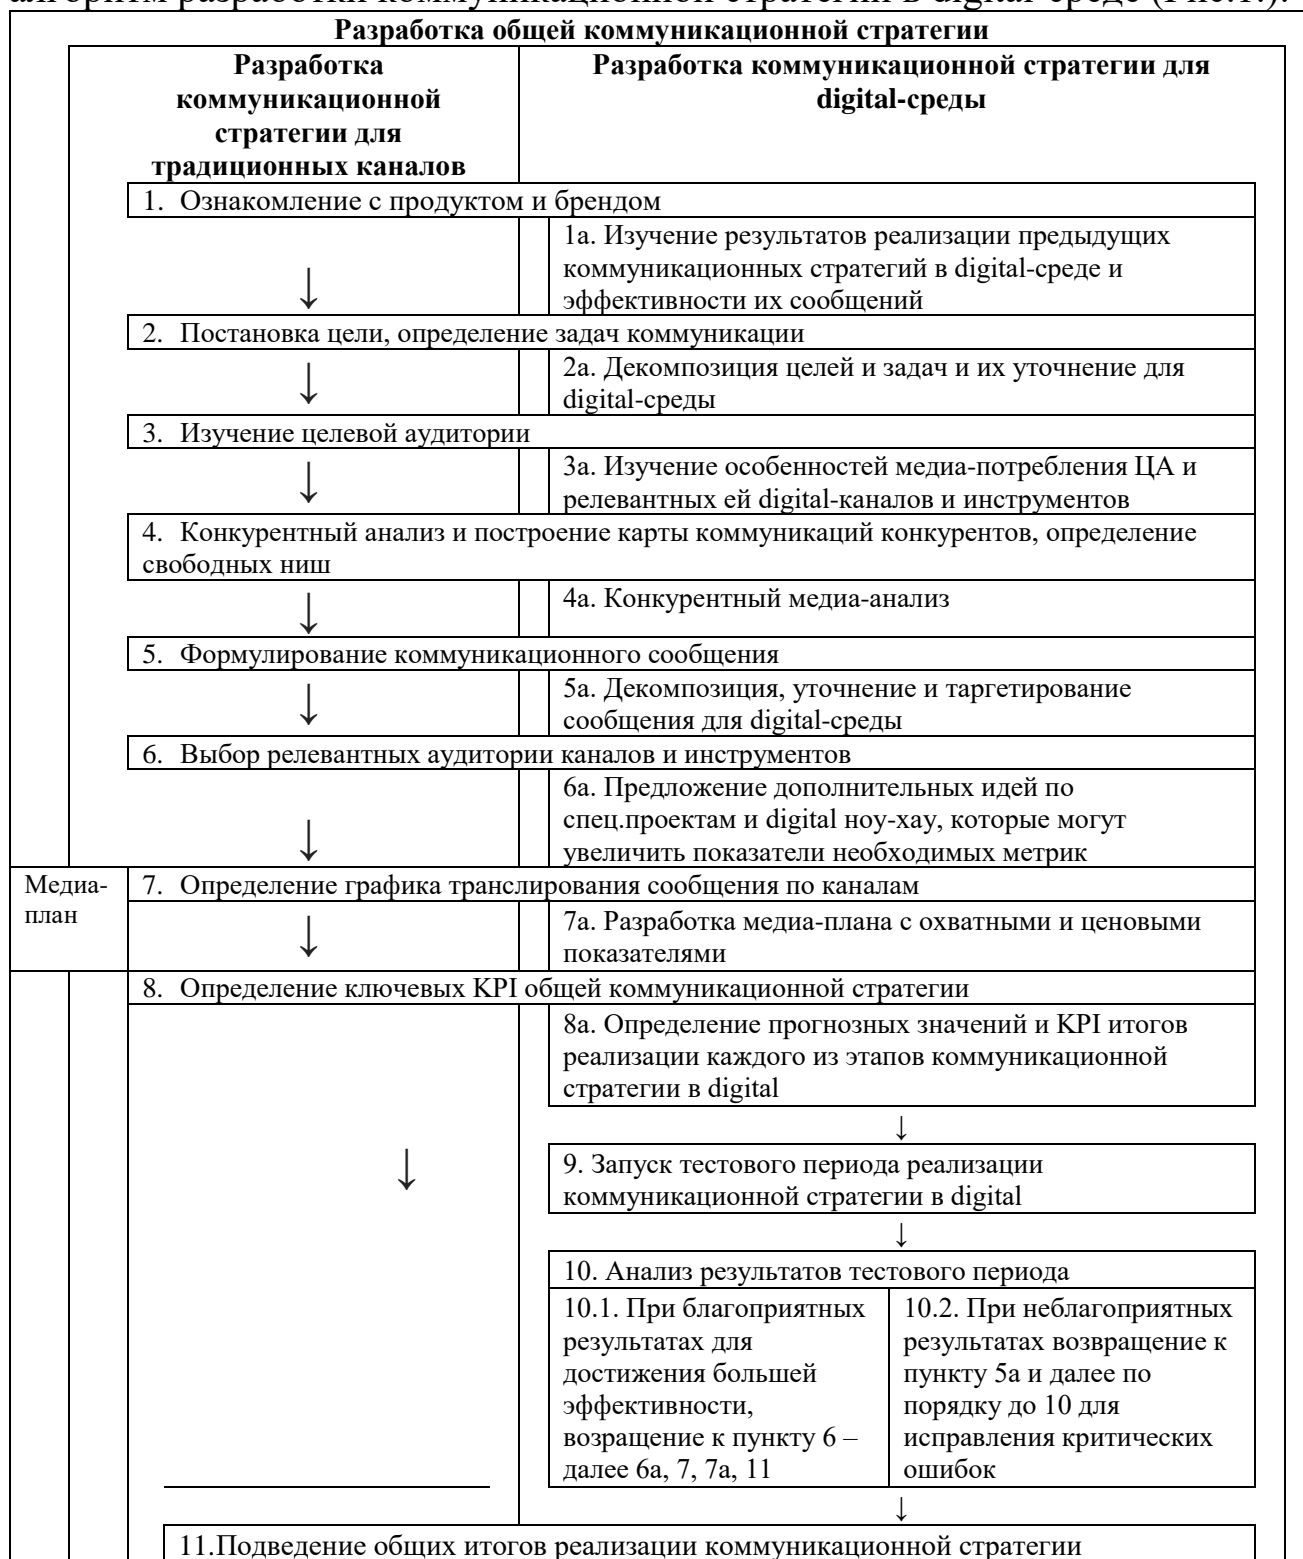 алгоритм разработки коммуникационной стратегии в digital-среде (Рис.1.).
Разработка общей коммуникационной стратегии
Разработка
коммуникационной
стратегии для
традиционных каналов
Разработка коммуникационной стратегии для
digital-среды
1. Ознакомление с продуктом и брендом
↓
1а. Изучение результатов реализации предыдущих
коммуникационных стратегий в digital-среде и
эффективности их сообщений
2. Постановка цели, определение задач коммуникации
↓
2а. Декомпозиция целей и задач и их уточнение для
digital-среды
3. Изучение целевой аудитории
↓
3а. Изучение особенностей медиа-потребления ЦА и
релевантных ей digital-каналов и инструментов
4. Конкурентный анализ и построение карты коммуникаций конкурентов, определение
свободных ниш
↓
4а. Конкурентный медиа-анализ
5. Формулирование коммуникационного сообщения
↓
5а. Декомпозиция, уточнение и таргетирование
сообщения для digital-среды
6. Выбор релевантных аудитории каналов и инструментов
↓
6а. Предложение дополнительных идей по
спец.проектам и digital ноу-хау, которые могут
увеличить показатели необходимых метрик
Медиа-
план
7. Определение графика транслирования сообщения по каналам
↓
7а. Разработка медиа-плана с охватными и ценовыми
показателями
8. Определение ключевых KPI общей коммуникационной стратегии
↓
8а. Определение прогнозных значений и KPI итогов
реализации каждого из этапов коммуникационной
стратегии в digital
↓
9. Запуск тестового периода реализации
коммуникационной стратегии в digital
↓
10. Анализ результатов тестового периода
10.1. При благоприятных
результатах для
достижения большей
эффективности,
возращение к пункту 6 –
далее 6а, 7, 7а, 11
10.2. При неблагоприятных
результатах возвращение к
пункту 5а и далее по
порядку до 10 для
исправления критических
ошибок
↓
11.Подведение общих итогов реализации коммуникационной стратегии